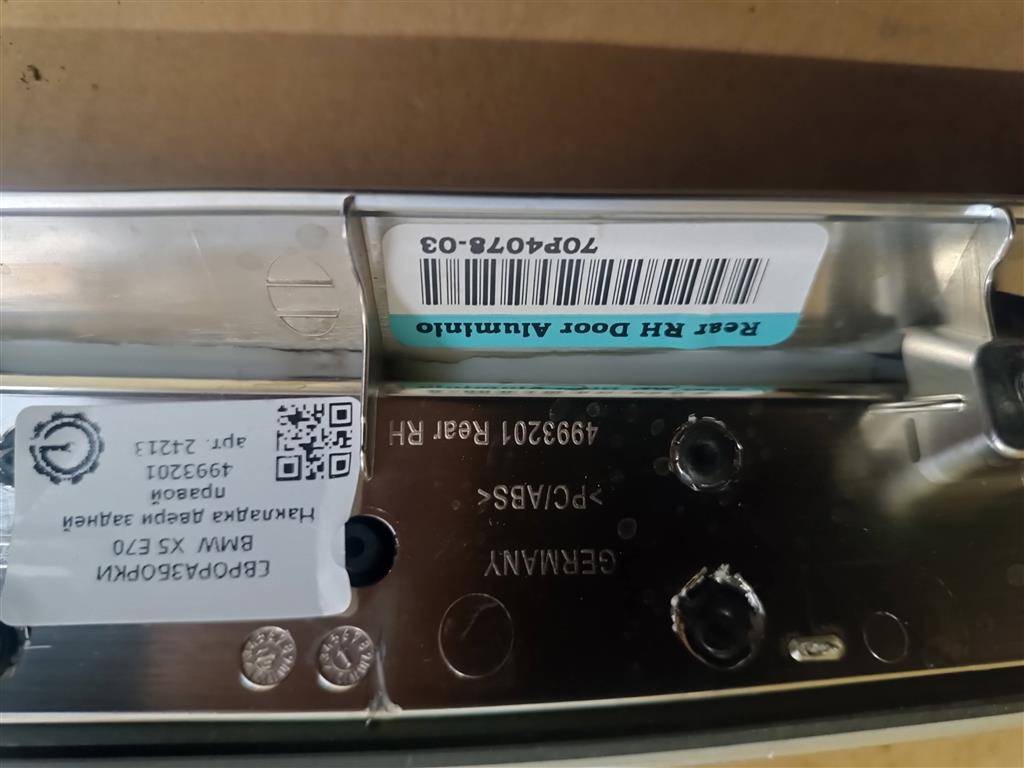 Rear RH Door Aluminio
70P4078-03
GERMANY
>PC/ABS<
4993201 Rear RH
ЕВРОРАЗБОРКИ
BMW X5 E70
Накладка двери задней
правой
4993201
арт. 24213